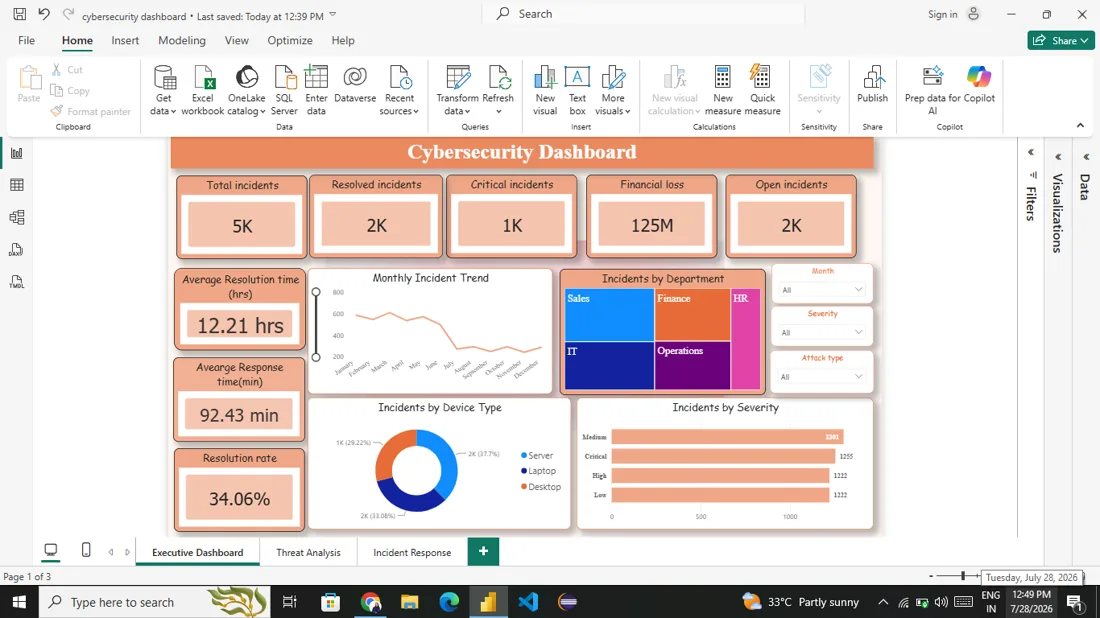 cybersecurity dashboard • Last saved: Today at 12:39 PM
Search
Sign in
File Home Insert Modeling View Optimize Help
Share
Paste
Cut
Copy
Format painter
Clipboard
Get data
Excel workbook
OneLake catalog
SQL Server
Enter data
Dataverse
Recent sources
Data
Transform data
Refresh
Queries
New visual
Text box
More visuals
Insert
New visual calculation
New measure
Quick measure
Calculations
Sensitivity
Sensitivity
Publish
Share
Prep data for AI
Copilot
Copilot
Cybersecurity Dashboard
Total incidents
5K
Resolved incidents
2K
Critical incidents
1K
Financial loss
125M
Open incidents
2K
Average Resolution time (hrs)
12.21 hrs
Avearge Response time(min)
92.43 min
Resolution rate
34.06%
Monthly Incident Trend
800
600
400
200
January February March April May June July August September October November December
Incidents by Department
Sales
Finance
HR
IT
Operations
Month
All
Severity
All
Attack type
All
Incidents by Device Type
1K (29.22%)
2K (37.7%)
2K (33.08%)
Server
Laptop
Desktop
Incidents by Severity
Medium
Critical 1255
High 1222
Low 1222
0 500 1000
Filters
Visualizations
Data
DAX
TMDL
Executive Dashboard
Threat Analysis
Incident Response
Page 1 of 3
Tuesday, July 28, 2026
Type here to search
33°C Partly sunny
ENG
IN
12:49 PM
7/28/2026
1